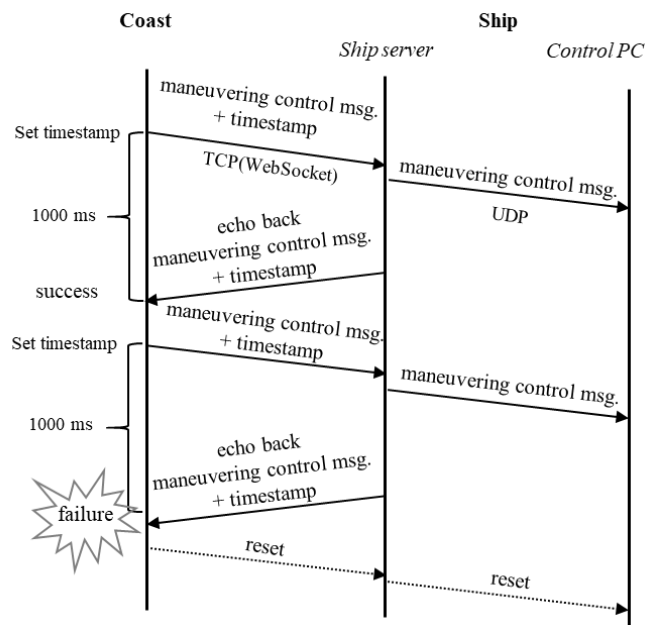 Coast
Ship
Ship server
Control PC
maneuvering control msg.
+ timestamp
Set timestamp
TCP(WebSocket)
maneuvering control msg.
UDP
1000 ms
echo back
maneuvering control msg.
+ timestamp
success
maneuvering control msg.
+ timestamp
Set timestamp
maneuvering control msg.
1000 ms
echo back
maneuvering control msg.
+ timestamp
failure
reset
reset